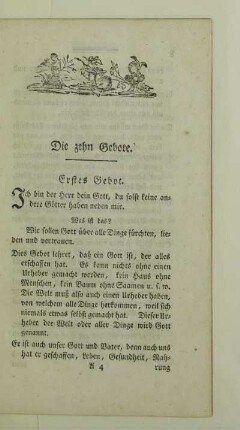 Die zehn Gebote.
Erstes Gebot.
Ich bin der Herr dein Gott, du solst keine an-
dere Götter haben neben mir.
Was ist das?
Wir sollen Gott über alle Dinge fürchten, lie-
ben und vertrauen.
Dies Gebot lehret, daß ein Gott ist, der alles
erschaffen hat. Es kann nichts ohne einen
Urheber gemacht werden, kein Haus ohne
Menschen, kein Baum ohne Saamen u. s. w.
Die Welt muß also auch einen Urheber haben,
von welchem alle Dinge herkommen, weil sich
niemals etwas selbst gemacht hat. Dieser Ur-
heber der Welt oder aller Dinge wird Gott
genannt.
Er ist auch unser Gott und Vater, denn auch uns
hat er geschaffen, Leben, Gesundheit, Nah-
A 4 rung